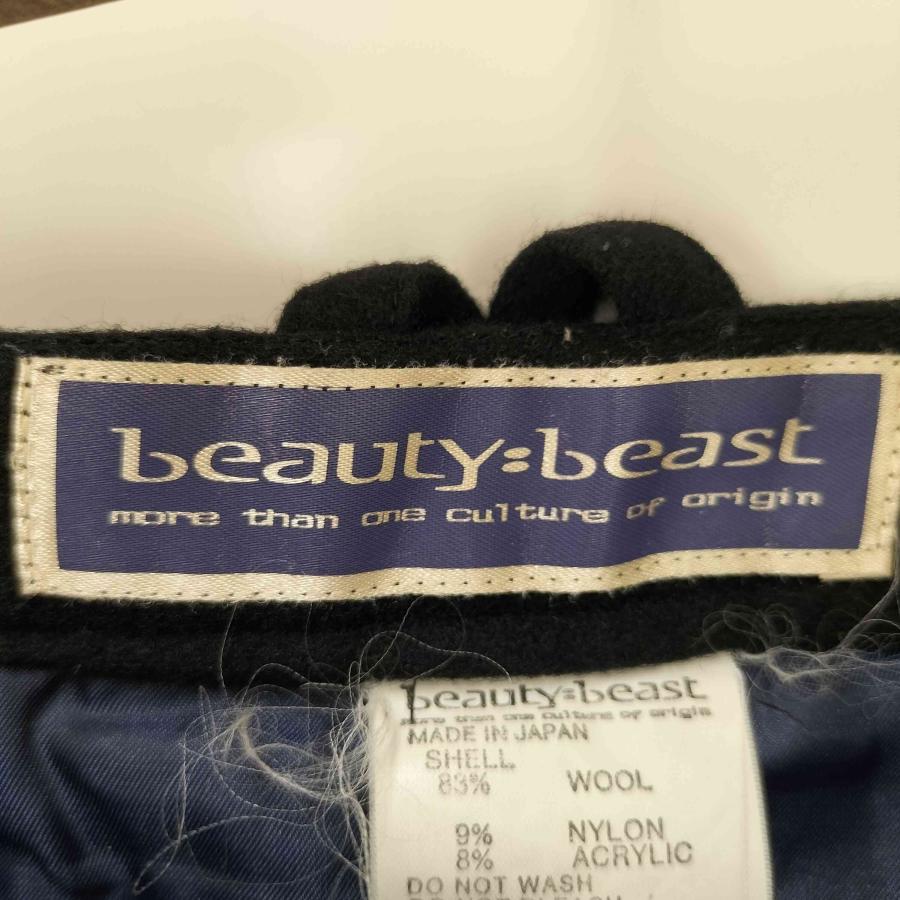 beauty:beast
more than one culture of origin
beauty:beast
more than one culture of origin
MADE IN JAPAN
SHELL
83% WOOL
9% NYLON
8% ACRYLIC
DO NOT WASH